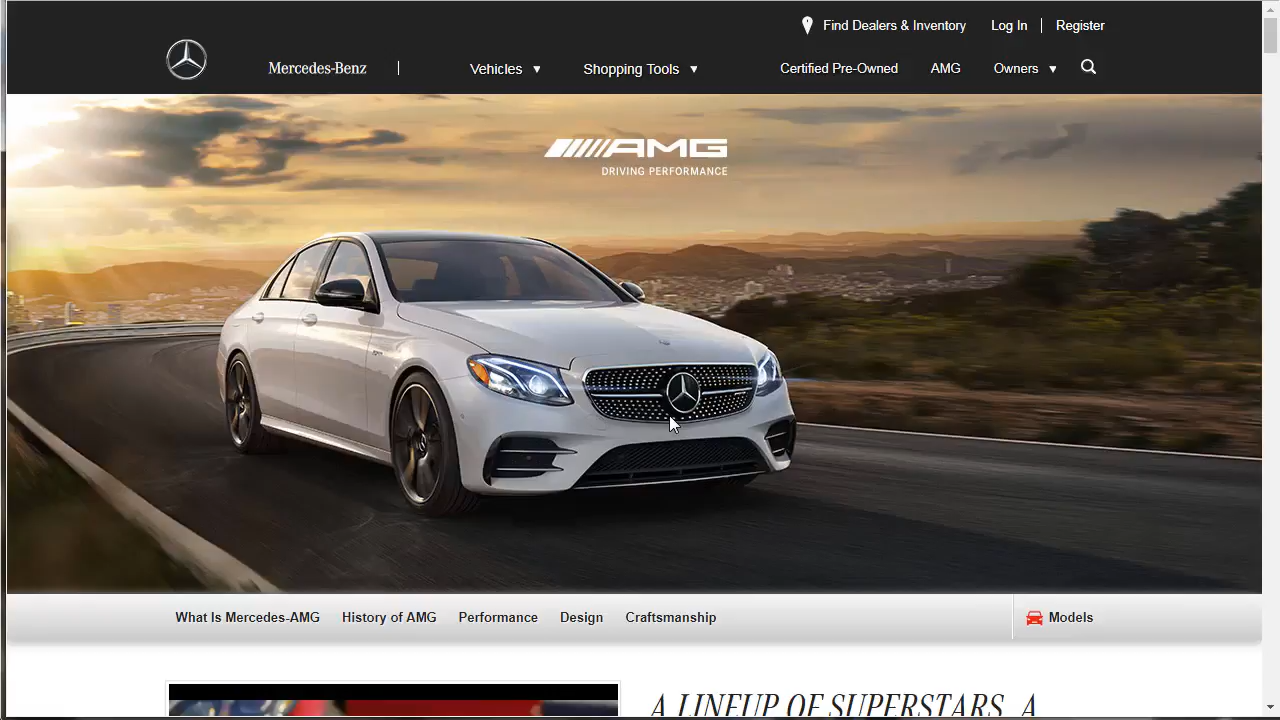 Find Dealers & Inventory Log In Register
Mercedes-Benz Vehicles Shopping Tools Certified Pre-Owned AMG Owners
AMG
DRIVING PERFORMANCE
What Is Mercedes-AMG History of AMG Performance Design Craftsmanship Models
A LINEUP OF SUPERSTARS. A